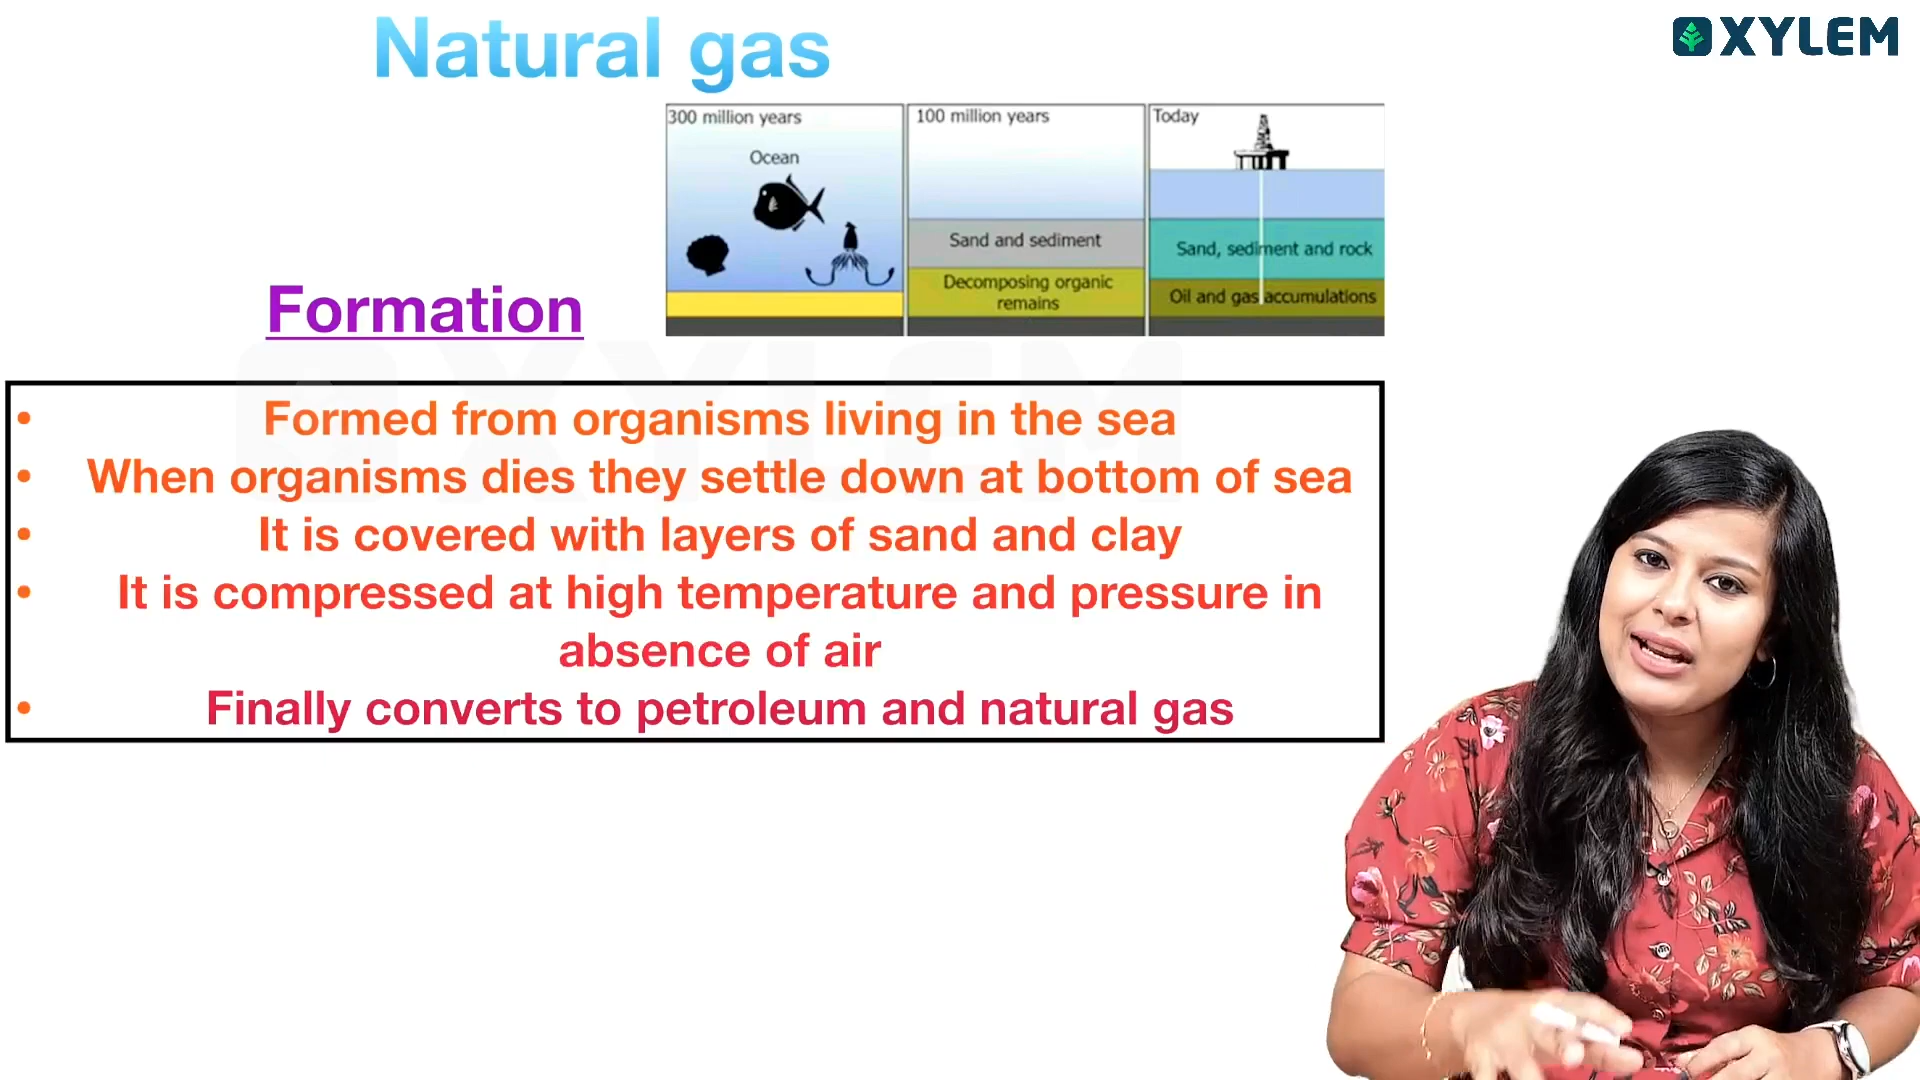 Natural gas
XYLEM
300 million years
Ocean
100 million years
Sand and sediment
Decomposing organic
remains
Today
Sand, sediment and rock
Oil and gas accumulations
Formation
• Formed from organisms living in the sea
• When organisms dies they settle down at bottom of sea
• It is covered with layers of sand and clay
• It is compressed at high temperature and pressure in
absence of air
• Finally converts to petroleum and natural gas
XYLEM